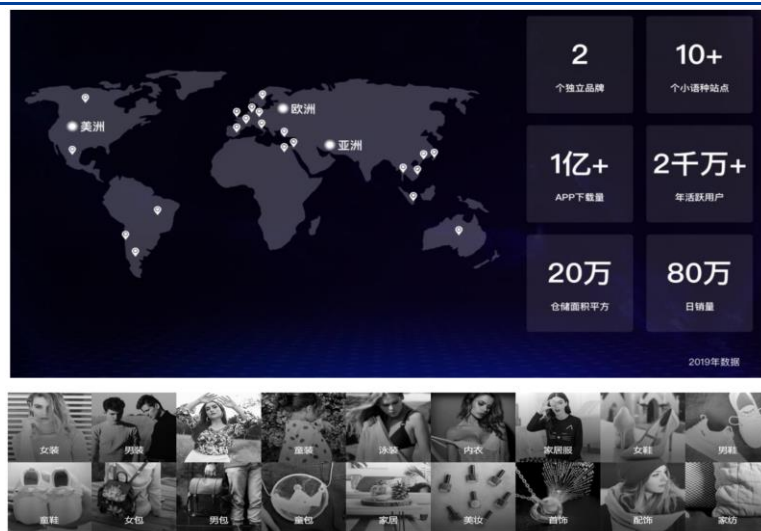 2
个独立品牌
10+
个小语种站点
美洲
欧洲
亚洲
1亿+
APP下载量
2千万+
年活跃用户
20万
仓储面积平方
80万
日销量
2019年数据
女装
男装
童装
泳装
内衣
家居服
女鞋
男鞋
童鞋
女包
男包
童包
家居
美妆
首饰
配饰
家纺